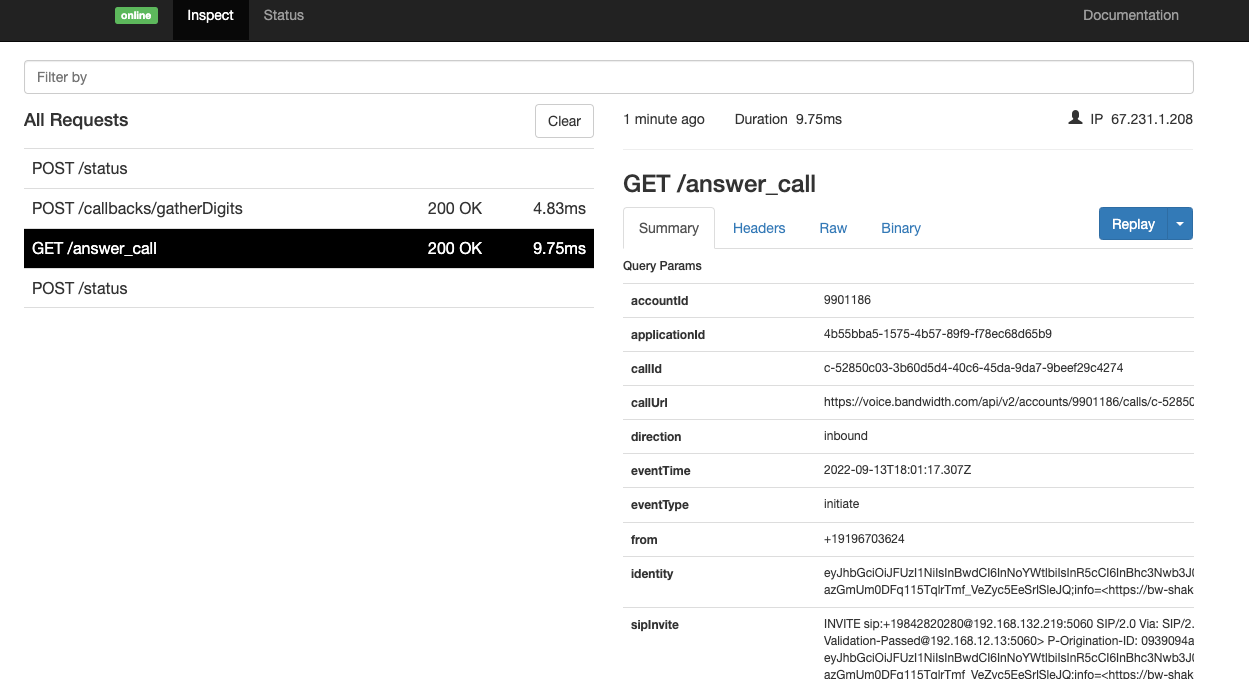 online Inspect Status Documentation
Filter by
All Requests Clear
POST /status
POST /callbacks/gatherDigits 200 OK 4.83ms
GET /answer_call 200 OK 9.75ms
POST /status
1 minute ago Duration 9.75ms IP 67.231.1.208
GET /answer_call
Summary Headers Raw Binary Replay
Query Params
accountId 9901186
applicationId 4b55bba5-1575-4b57-89f9-f78ec68d65b9
callId c-52850c03-3b60d5d4-40c6-45da-9da7-9beef29c4274
callUrl https://voice.bandwidth.com/api/v2/accounts/9901186/calls/c-52850
direction inbound
eventTime 2022-09-13T18:01:17.307Z
eventType initiate
from +19196703624
identity eyJhbGciOiJFUzI1NiIsInBwdCI6InNoYWtlbiIsInR5cCI6InBhc3Nwb3J0
azGmUm0DFq115TqlrTmf_VeZyc5EeSrISleJQ;info=<https://bw-shak
sipInvite INVITE sip:+19842820280@192.168.132.219:5060 SIP/2.0 Via: SIP/2.
Validation-Passed@192.168.12.13:5060> P-Origination-ID: 0939094a
eyJhbGciOiJFUzI1NiIsInBwdCI6InNoYWtlbiIsInR5cCI6InBhc3Nwb3J0
azGmUm0DFq115TqlrTmf_VeZyc5EeSrISleJQ;info=<https://bw-shak